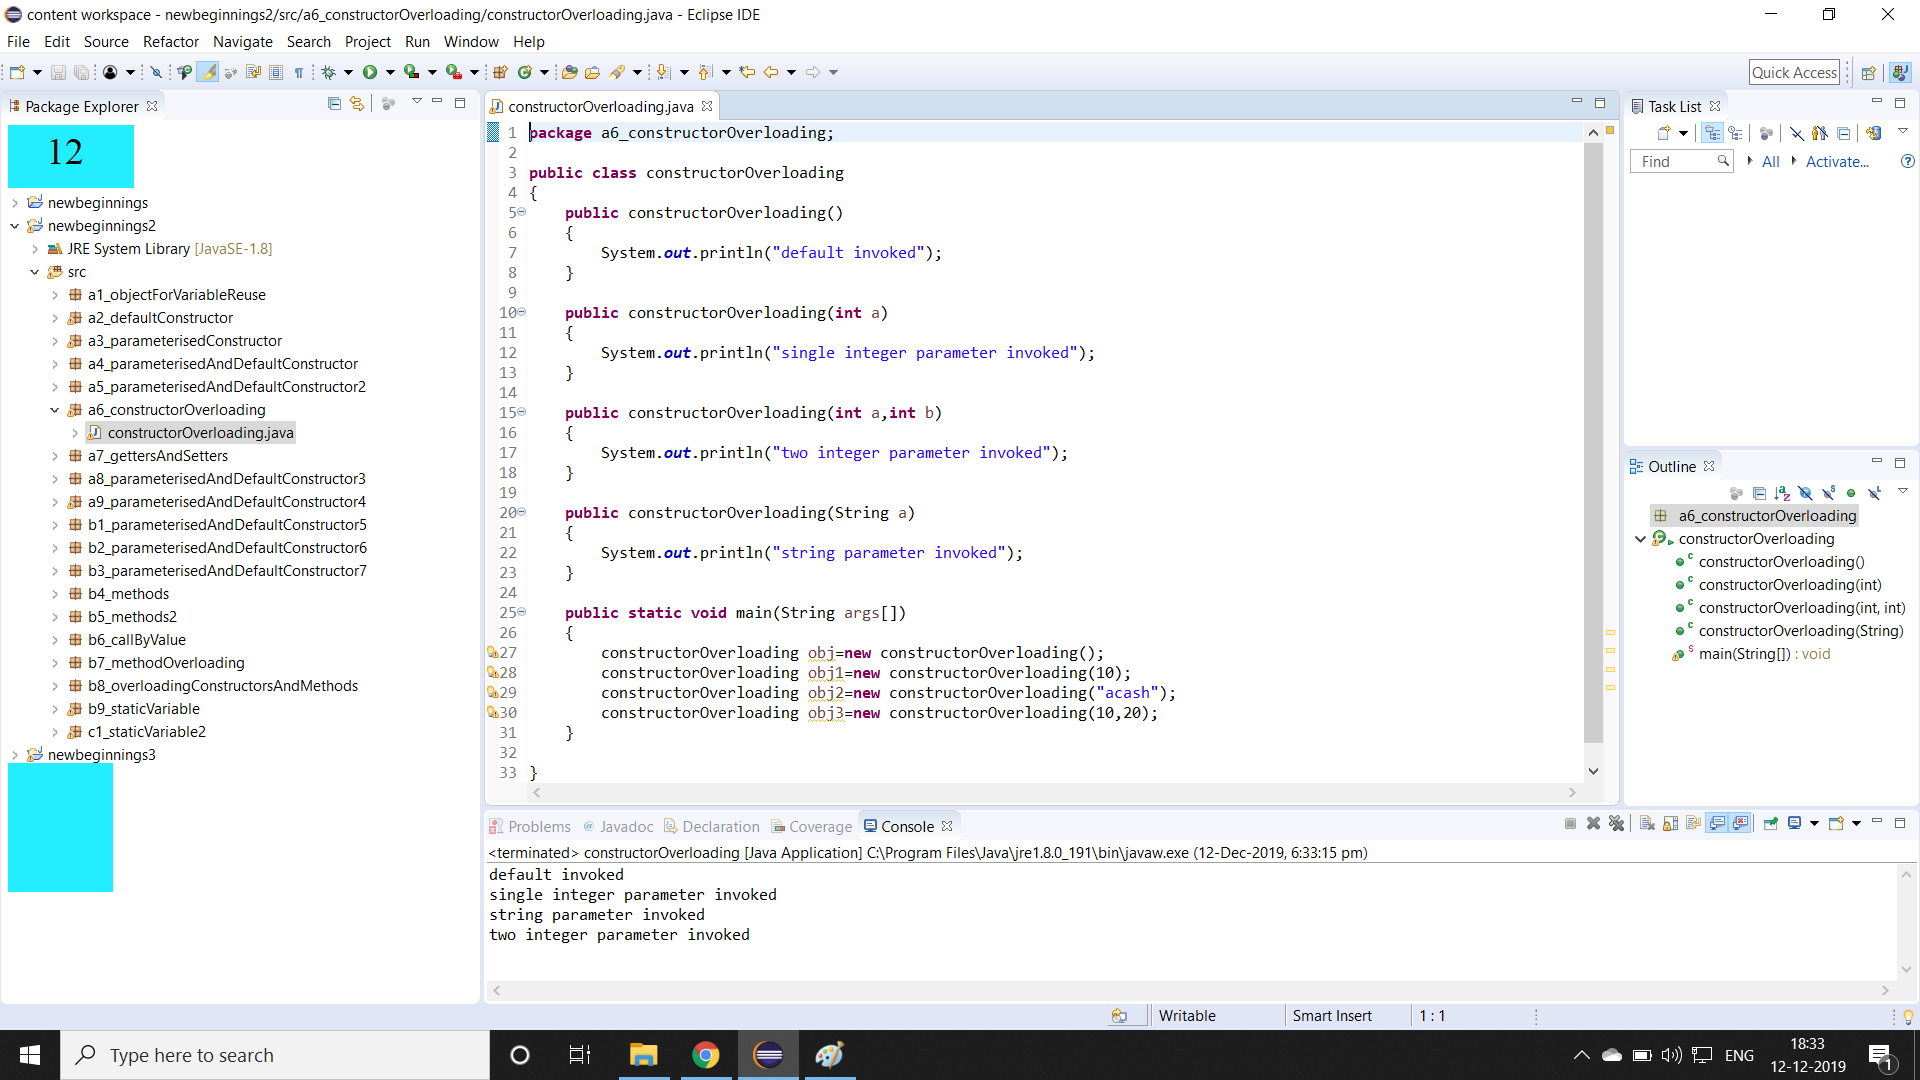 content workspace - newbeginnings2/src/a6_constructorOverloading/constructorOverloading.java - Eclipse IDE
File Edit Source Refactor Navigate Search Project Run Window Help
Quick Access
Package Explorer
12
newbeginnings
newbeginnings2
JRE System Library [JavaSE-1.8]
src
a1_objectForVariableReuse
a2_defaultConstructor
a3_parameterisedConstructor
a4_parameterisedAndDefaultConstructor
a5_parameterisedAndDefaultConstructor2
a6_constructorOverloading
constructorOverloading.java
a7_gettersAndSetters
a8_parameterisedAndDefaultConstructor3
a9_parameterisedAndDefaultConstructor4
b1_parameterisedAndDefaultConstructor5
b2_parameterisedAndDefaultConstructor6
b3_parameterisedAndDefaultConstructor7
b4_methods
b5_methods2
b6_callByValue
b7_methodOverloading
b8_overloadingConstructorsAndMethods
b9_staticVariable
c1_staticVariable2
newbeginnings3
constructorOverloading.java
1 package a6_constructorOverloading;
2
3 public class constructorOverloading
4 {
5 public constructorOverloading()
6 {
7 System.out.println("default invoked");
8 }
9
10 public constructorOverloading(int a)
11 {
12 System.out.println("single integer parameter invoked");
13 }
14
15 public constructorOverloading(int a,int b)
16 {
17 System.out.println("two integer parameter invoked");
18 }
19
20 public constructorOverloading(String a)
21 {
22 System.out.println("string parameter invoked");
23 }
24
25 public static void main(String args[])
26 {
27 constructorOverloading obj=new constructorOverloading();
28 constructorOverloading obj1=new constructorOverloading(10);
29 constructorOverloading obj2=new constructorOverloading("acash");
30 constructorOverloading obj3=new constructorOverloading(10,20);
31 }
32
33 }
Task List
Find All Activate...
Outline
a6_constructorOverloading
constructorOverloading
constructorOverloading()
constructorOverloading(int)
constructorOverloading(int, int)
constructorOverloading(String)
main(String[]) : void
Problems Javadoc Declaration Coverage Console
<terminated> constructorOverloading [Java Application] C:\Program Files\Java\jre1.8.0_191\bin\javaw.exe (12-Dec-2019, 6:33:15 pm)
default invoked
single integer parameter invoked
string parameter invoked
two integer parameter invoked
Writable Smart Insert 1 : 1
Type here to search
ENG
18:33
12-12-2019
1